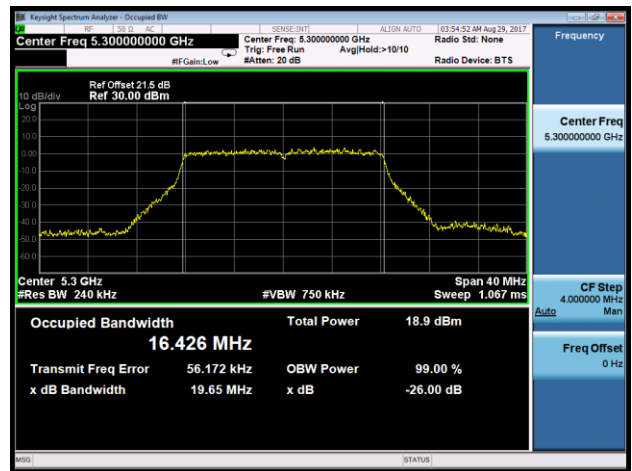 Keysight Spectrum Analyzer - Occupied BW
RF 50 Ω AC SENSE:INT ALIGN AUTO 03:54:52 AM Aug 29, 2017
Center Freq 5.300000000 GHz Center Freq: 5.300000000 GHz Radio Std: None
Trig: Free Run Avg|Hold:>10/10
#IFGain:Low #Atten: 20 dB Radio Device: BTS
Frequency
Ref Offset 21.5 dB
10 dB/div Ref 30.00 dBm
Log
20.0
10.0
0.00
-10.0
-20.0
-30.0
-40.0
-50.0
-60.0
Center 5.3 GHz Span 40 MHz
#Res BW 240 kHz #VBW 750 kHz Sweep 1.067 ms
Center Freq
5.300000000 GHz
CF Step
4.000000 MHz
Auto Man
Freq Offset
0 Hz
Occupied Bandwidth Total Power 18.9 dBm
16.426 MHz
Transmit Freq Error 56.172 kHz OBW Power 99.00 %
x dB Bandwidth 19.65 MHz x dB -26.00 dB
MSG STATUS